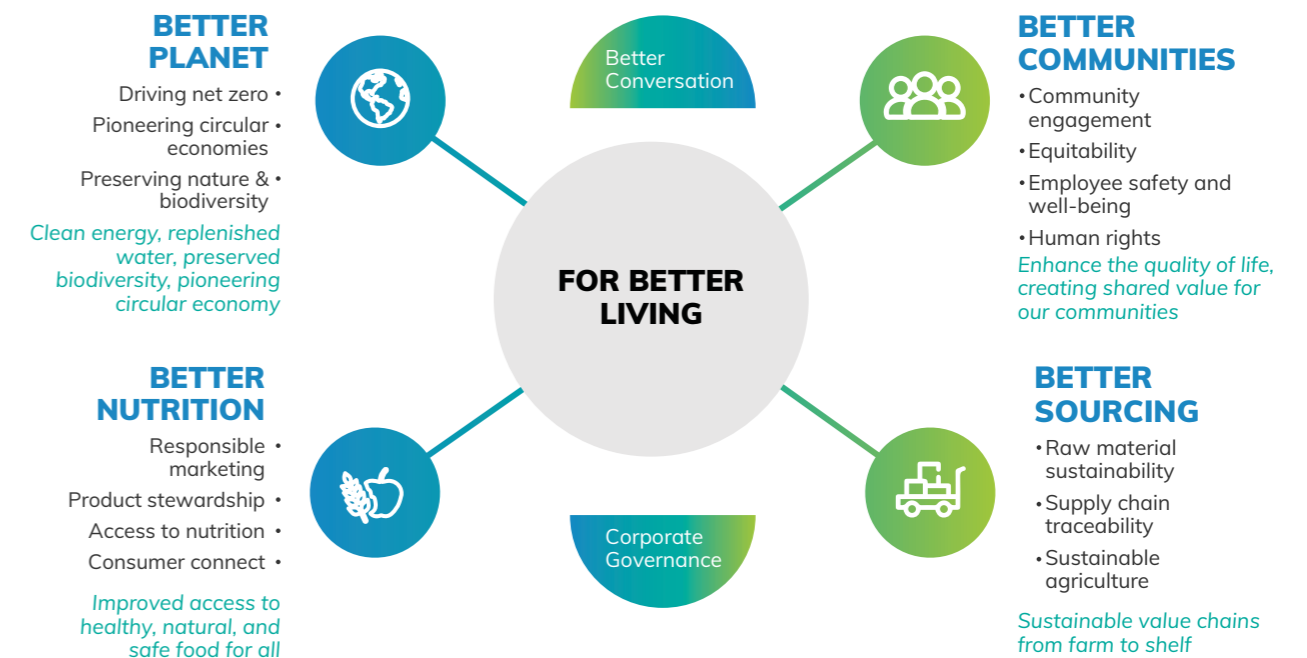 BETTER
PLANET
Driving net zero •
Pioneering circular •
economies
Preserving nature & •
biodiversity
Clean energy, replenished
water, preserved
biodiversity, pioneering
circular economy
Better
Conversation
BETTER
COMMUNITIES
• Community
engagement
• Equitability
• Employee safety and
well-being
• Human rights
Enhance the quality of life,
creating shared value for
our communities
FOR BETTER
LIVING
BETTER
NUTRITION
Responsible •
marketing
Product stewardship •
Access to nutrition •
Consumer connect •
Improved access to
healthy, natural, and
safe food for all
Corporate
Governance
BETTER
SOURCING
• Raw material
sustainability
• Supply chain
traceability
• Sustainable
agriculture
Sustainable value chains
from farm to shelf